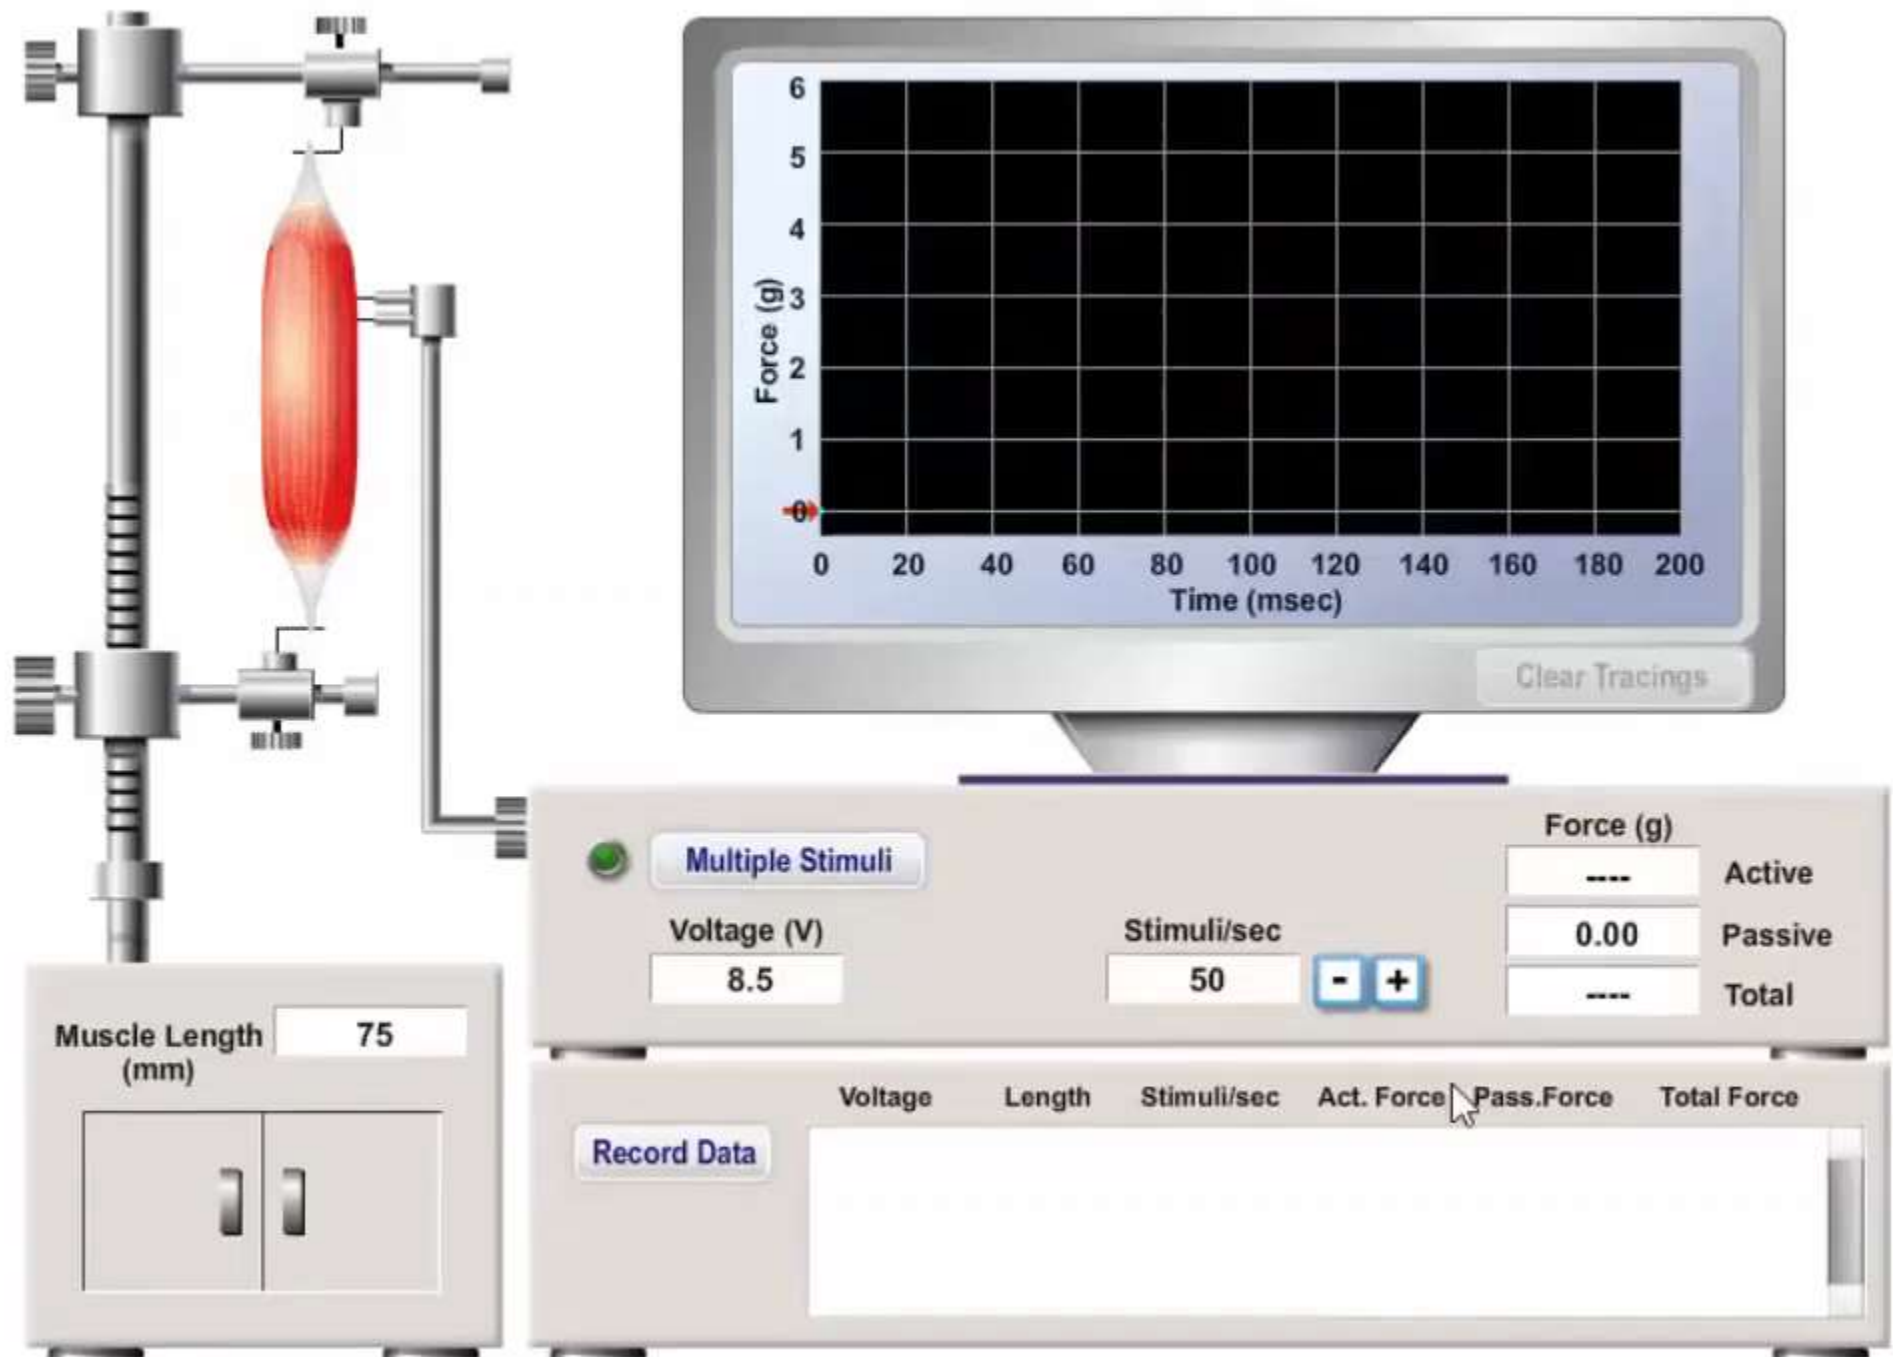 6
5
4
3
2
1
0
Force (g)
0 20 40 60 80 100 120 140 160 180 200
Time (msec)
Clear Tracings
Multiple Stimuli
Voltage (V)
8.5
Stimuli/sec
50
- +
Force (g)
---- Active
0.00 Passive
---- Total
Muscle Length 75
(mm)
Voltage Length Stimuli/sec Act. Force Pass.Force Total Force
Record Data